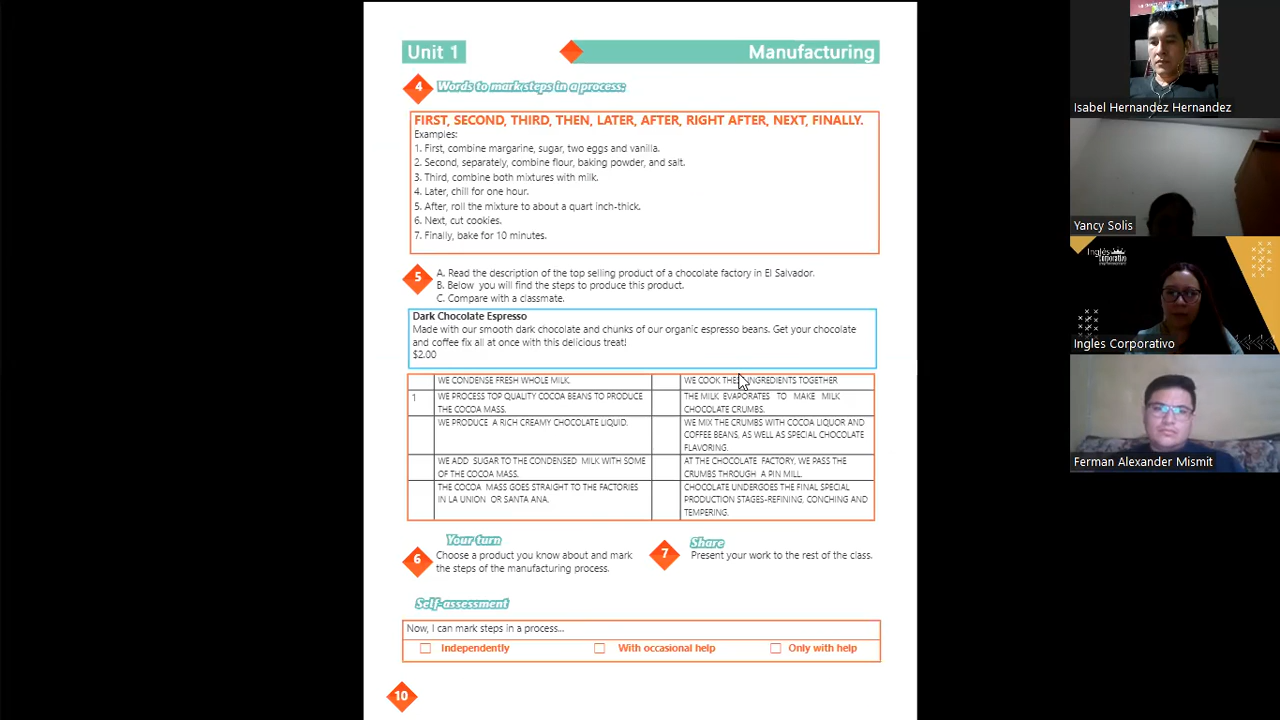 Unit 1
Manufacturing
4
Words to mark steps in a process:
FIRST, SECOND, THIRD, THEN, LATER, AFTER, RIGHT AFTER, NEXT, FINALLY.
Examples:
1. First, combine margarine, sugar, two eggs and vanilla.
2. Second, separately, combine flour, baking powder, and salt.
3. Third, combine both mixtures with milk.
4. Later, chill for one hour.
5. After, roll the mixture to about a quart inch-thick.
6. Next, cut cookies.
7. Finally, bake for 10 minutes.
5
A. Read the description of the top selling product of a chocolate factory in El Salvador.
B. Below you will find the steps to produce this product.
C. Compare with a classmate.
Dark Chocolate Espresso
Made with our smooth dark chocolate and chunks of our organic espresso beans. Get your chocolate
and coffee fix all at once with this delicious treat!
$2.00
WE CONDENSE FRESH WHOLE MILK.
1
WE PROCESS TOP QUALITY COCOA BEANS TO PRODUCE
THE COCOA MASS.
WE PRODUCE A RICH CREAMY CHOCOLATE LIQUID.
WE ADD SUGAR TO THE CONDENSED MILK WITH SOME
OF THE COCOA MASS.
THE COCOA MASS GOES STRAIGHT TO THE FACTORIES
IN LA UNION OR SANTA ANA.
WE COOK THESE INGREDIENTS TOGETHER
THE MILK EVAPORATES TO MAKE MILK
CHOCOLATE CRUMBS.
WE MIX THE CRUMBS WITH COCOA LIQUOR AND
COFFEE BEANS, AS WELL AS SPECIAL CHOCOLATE
FLAVORING.
AT THE CHOCOLATE FACTORY, WE PASS THE
CRUMBS THROUGH A PIN MILL.
CHOCOLATE UNDERGOES THE FINAL SPECIAL
PRODUCTION STAGES-REFINING, CONCHING AND
TEMPERING.
6
Your turn
Choose a product you know about and mark
the steps of the manufacturing process.
7
Share
Present your work to the rest of the class.
Self-assessment
Now, I can mark steps in a process...
Independently
With occasional help
Only with help
10
Isabel Hernandez Hernandez
Yancy Solis
Inglés
Corporativo
Ingles Corporativo
Ferman Alexander Mismit